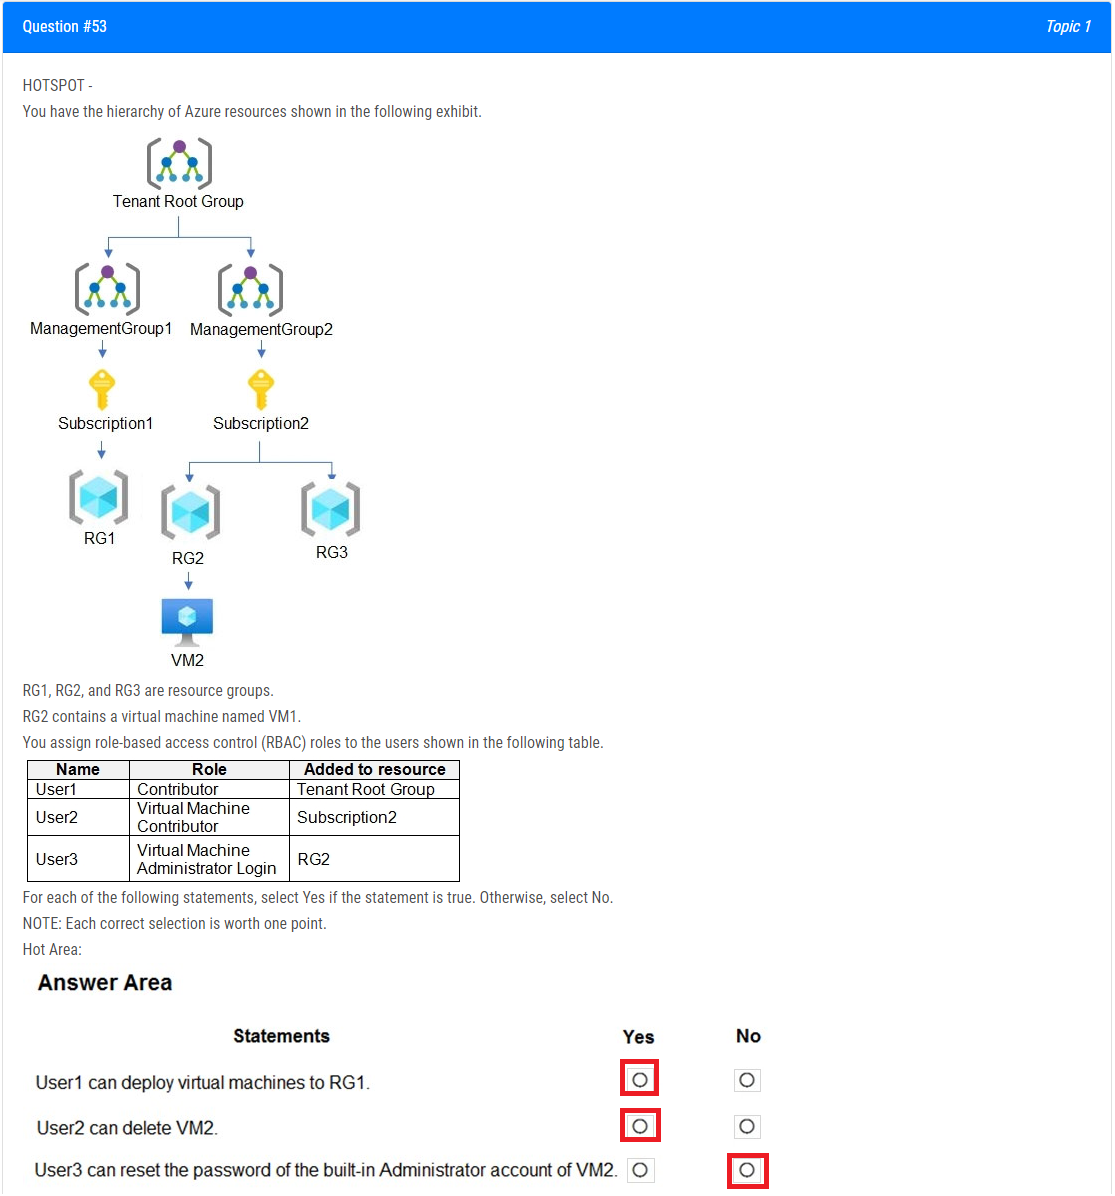 Question #53
Topic 1
HOTSPOT -
You have the hierarchy of Azure resources shown in the following exhibit.
Tenant Root Group
ManagementGroup1
ManagementGroup2
Subscription1
Subscription2
RG1
RG2
RG3
VM2
RG1, RG2, and RG3 are resource groups.
RG2 contains a virtual machine named VM1.
You assign role-based access control (RBAC) roles to the users shown in the following table.
Name Role Added to resource
User1 Contributor Tenant Root Group
User2 Virtual Machine Contributor Subscription2
User3 Virtual Machine Administrator Login RG2
For each of the following statements, select Yes if the statement is true. Otherwise, select No.
NOTE: Each correct selection is worth one point.
Hot Area:
Answer Area
Statements Yes No
User1 can deploy virtual machines to RG1.
User2 can delete VM2.
User3 can reset the password of the built-in Administrator account of VM2.